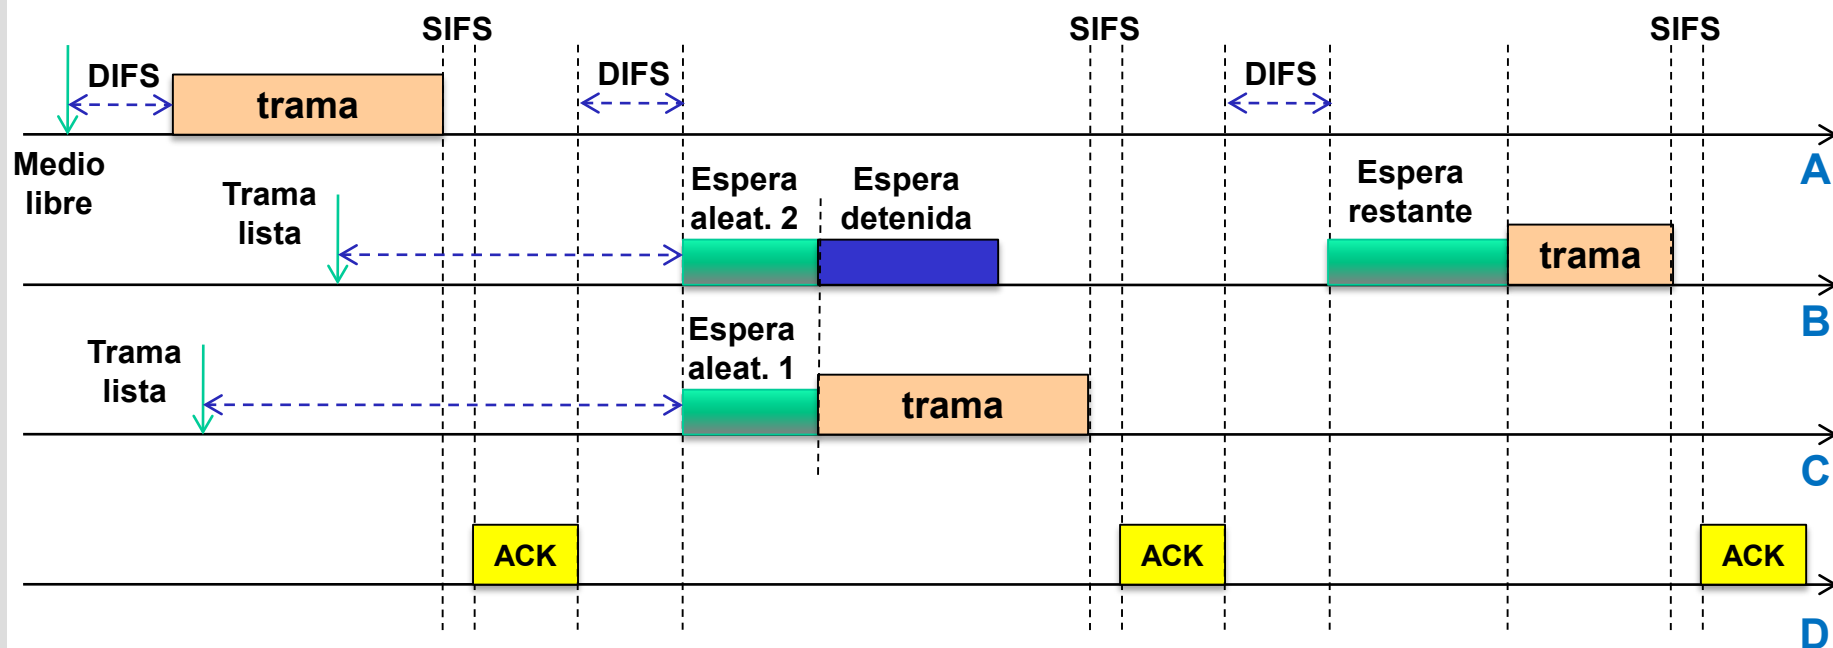 SIFS
SIFS
SIFS
DIFS
trama
DIFS
DIFS
A
Medio
libre
Trama
lista
Espera
aleat. 2
Espera
detenida
Espera
restante
trama
B
Trama
lista
Espera
aleat. 1
trama
C
ACK
ACK
ACK
D